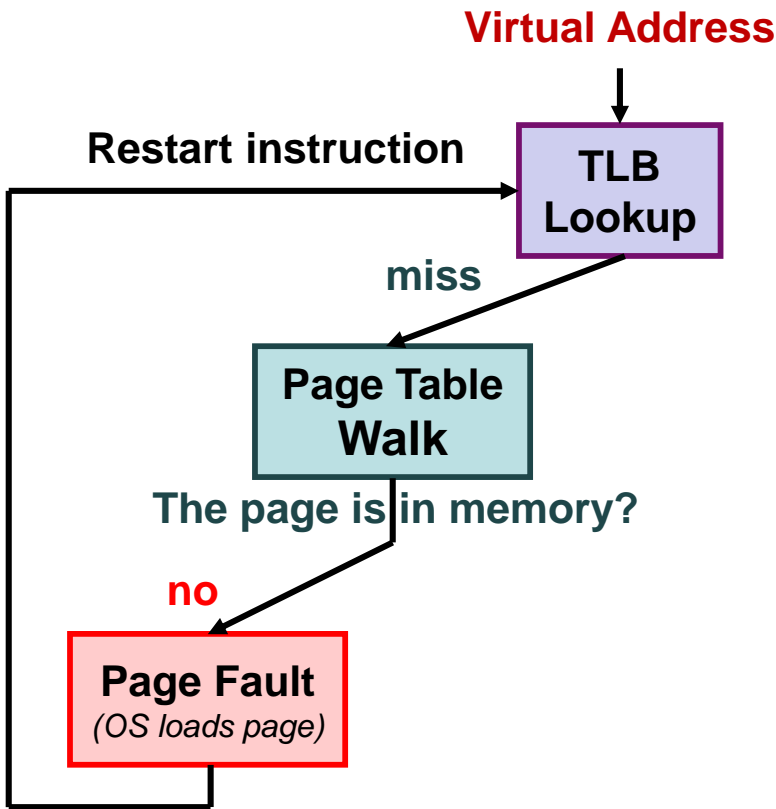 Virtual Address
Restart instruction
TLB
Lookup
miss
Page Table
Walk
The page is in memory?
no
Page Fault
(OS loads page)